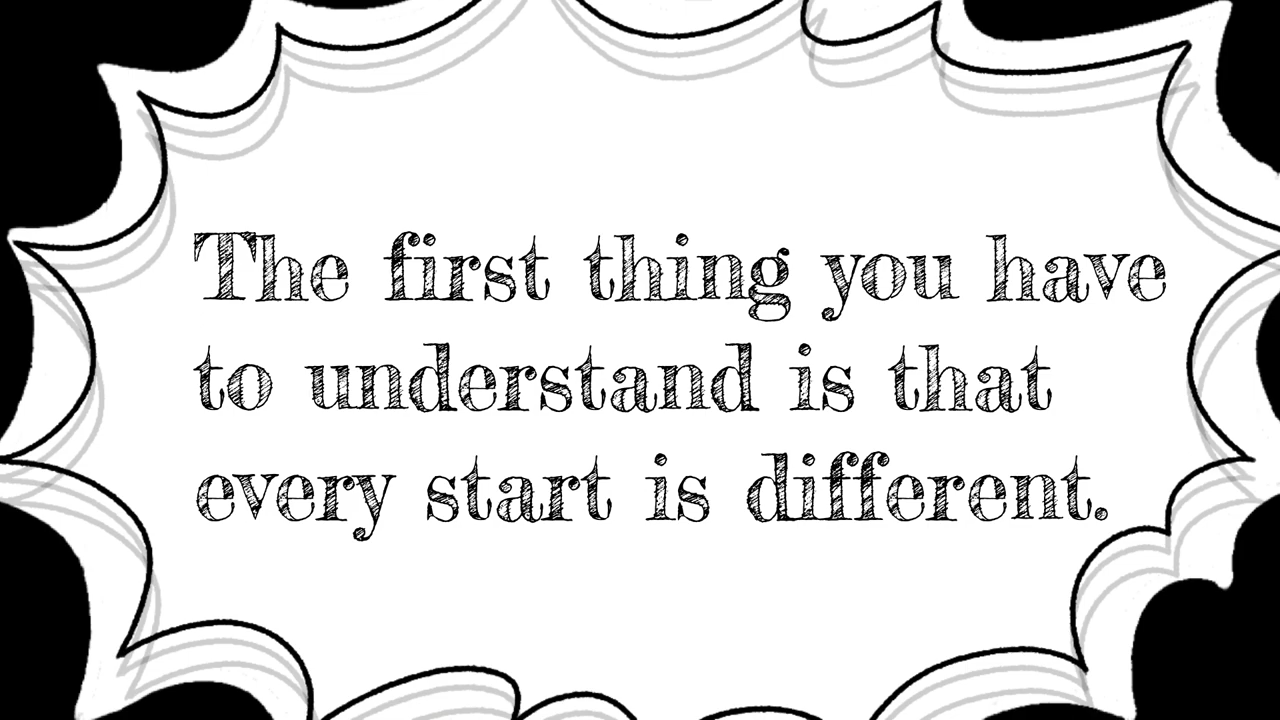 The first thing you have
to understand is that
every start is different.